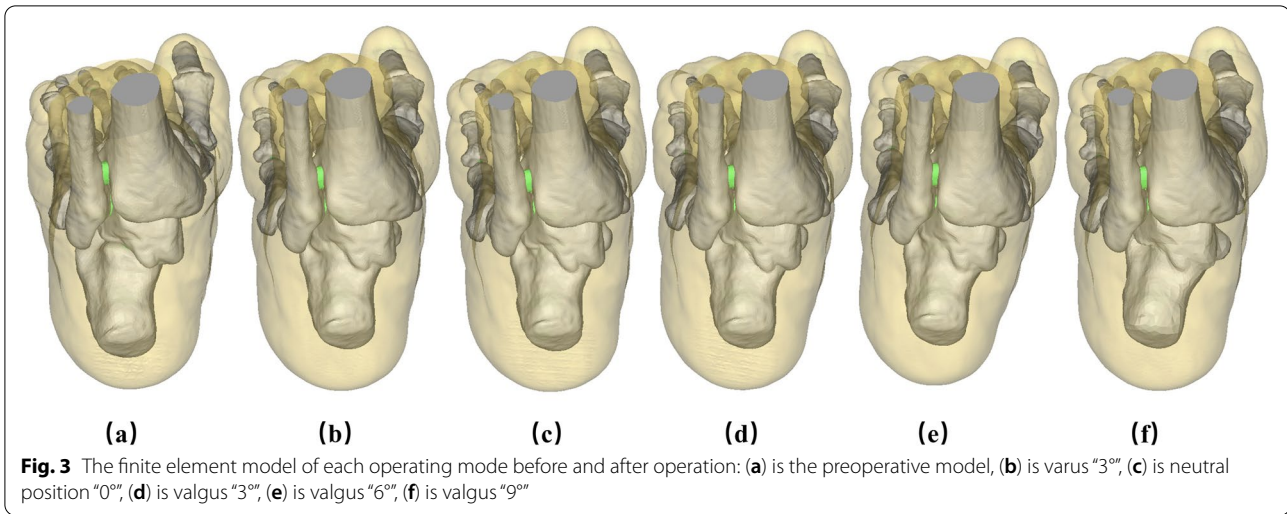 (a) (b) (c) (d) (e) (f)
Fig. 3 The finite element model of each operating mode before and after operation: (a) is the preoperative model, (b) is varus “3°”, (c) is neutral
position “0°”, (d) is valgus “3°”, (e) is valgus “6°”, (f) is valgus “9°”